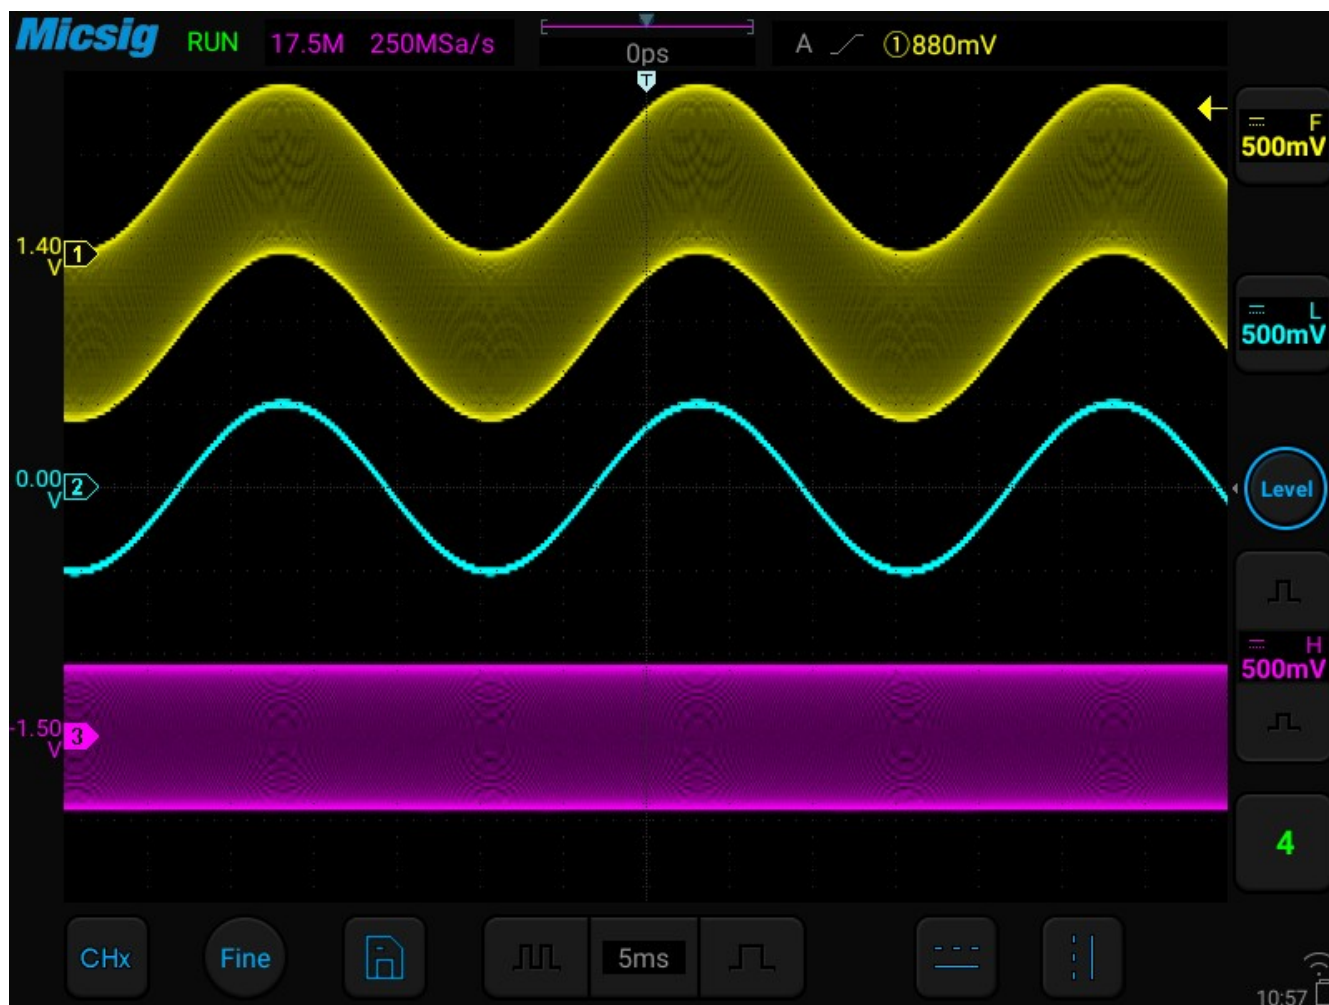 Micsig RUN 17.5M 250MSa/s 0ps A ①880mV
T
F
500mV
1.40
V
1
L
500mV
0.00
V
2
Level
H
500mV
-1.50
V
3
4
CHx Fine 5ms
10:57